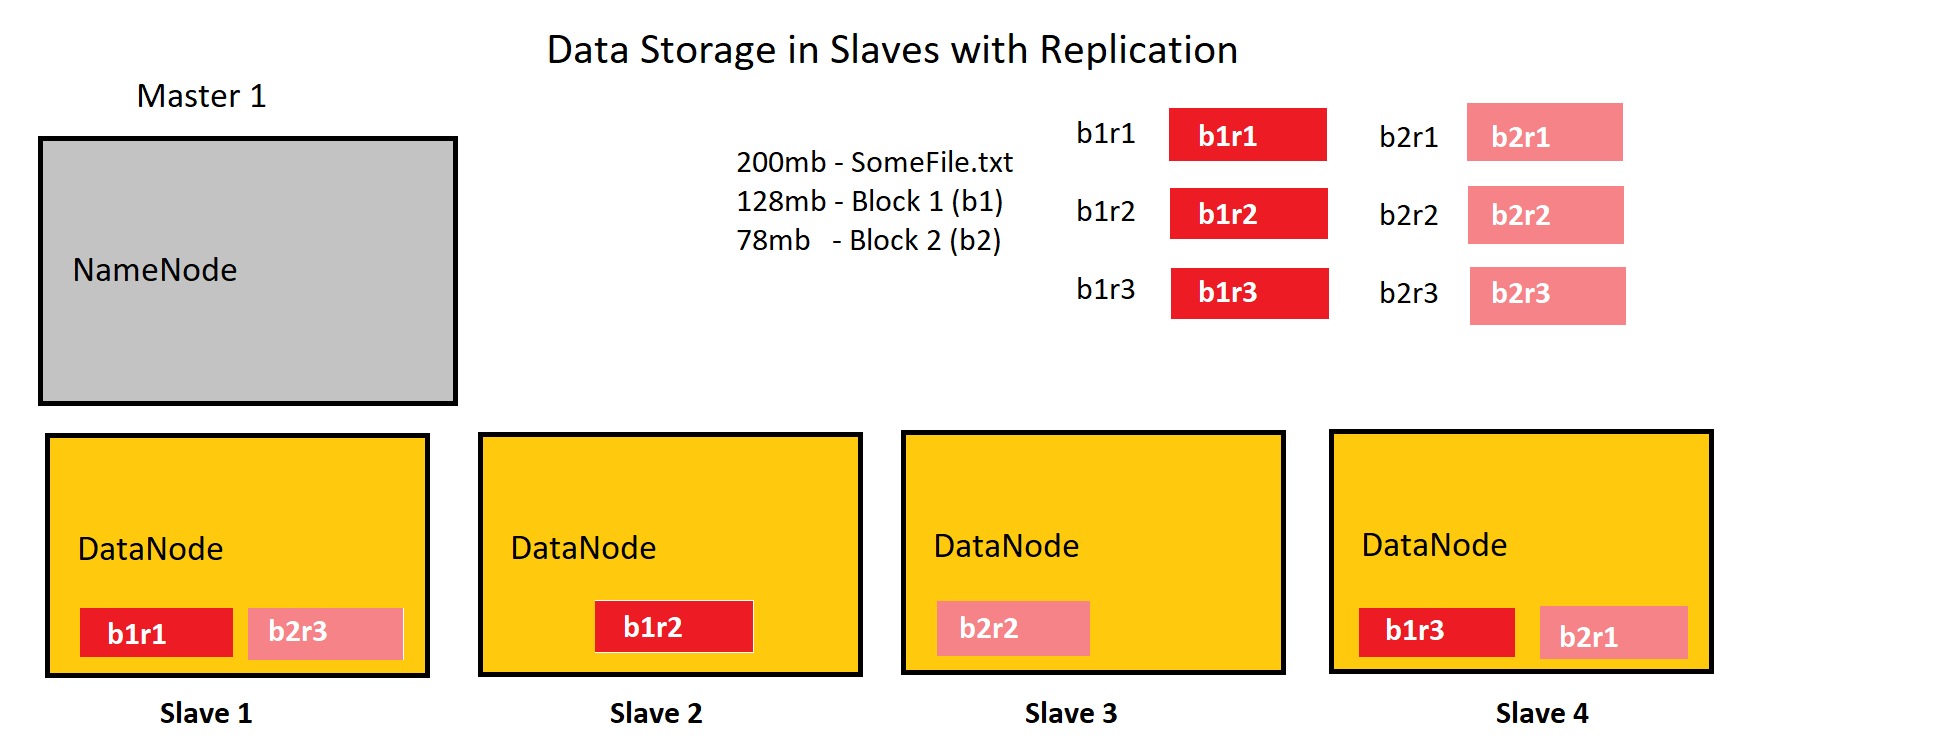 Data Storage in Slaves with Replication
Master 1
NameNode
200mb - SomeFile.txt
128mb - Block 1 (b1)
78mb - Block 2 (b2)
b1r1 b1r1 b2r1 b2r1
b1r2 b1r2 b2r2 b2r2
b1r3 b1r3 b2r3 b2r3
DataNode
b1r1 b2r3
Slave 1
DataNode
b1r2
Slave 2
DataNode
b2r2
Slave 3
DataNode
b1r3 b2r1
Slave 4